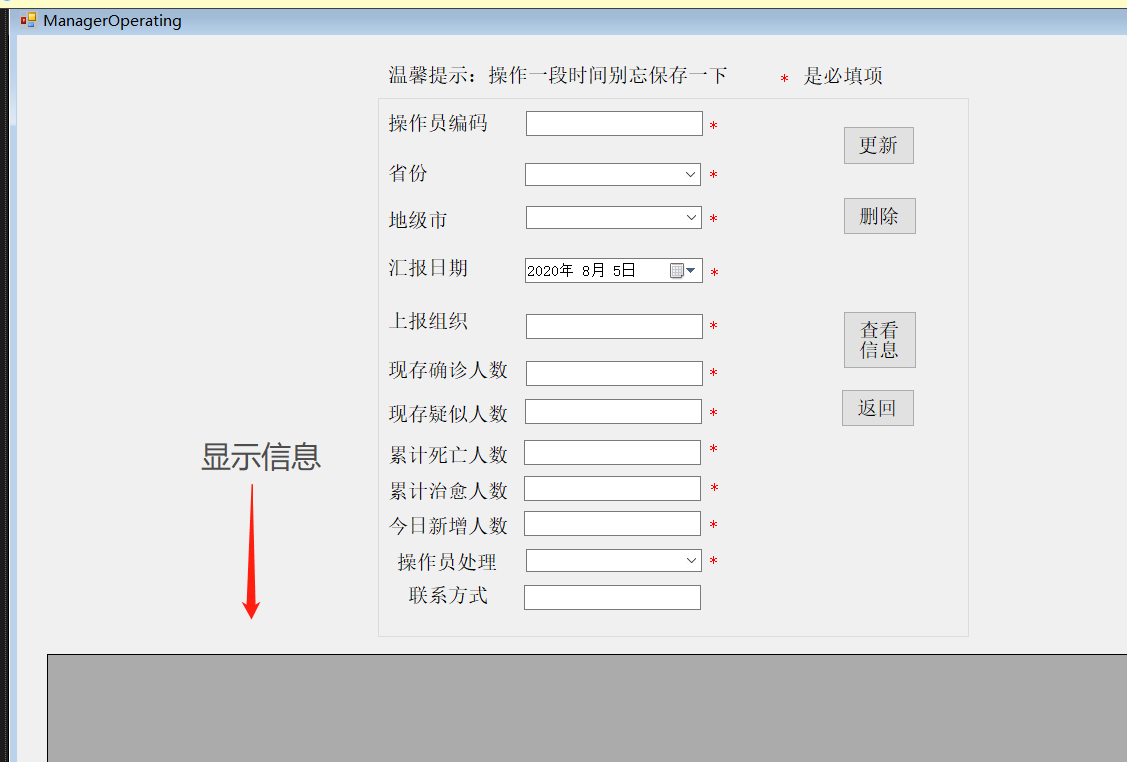 ManagerOperating
温馨提示：操作一段时间别忘保存一下 * 是必填项
操作员编码 *
更新
省份 *
地级市 *
删除
汇报日期 2020年 8月 5日 *
上报组织 *
查看
信息
现存确诊人数 *
现存疑似人数 *
返回
累计死亡人数 *
显示信息
累计治愈人数 *
今日新增人数 *
操作员处理 *
联系方式